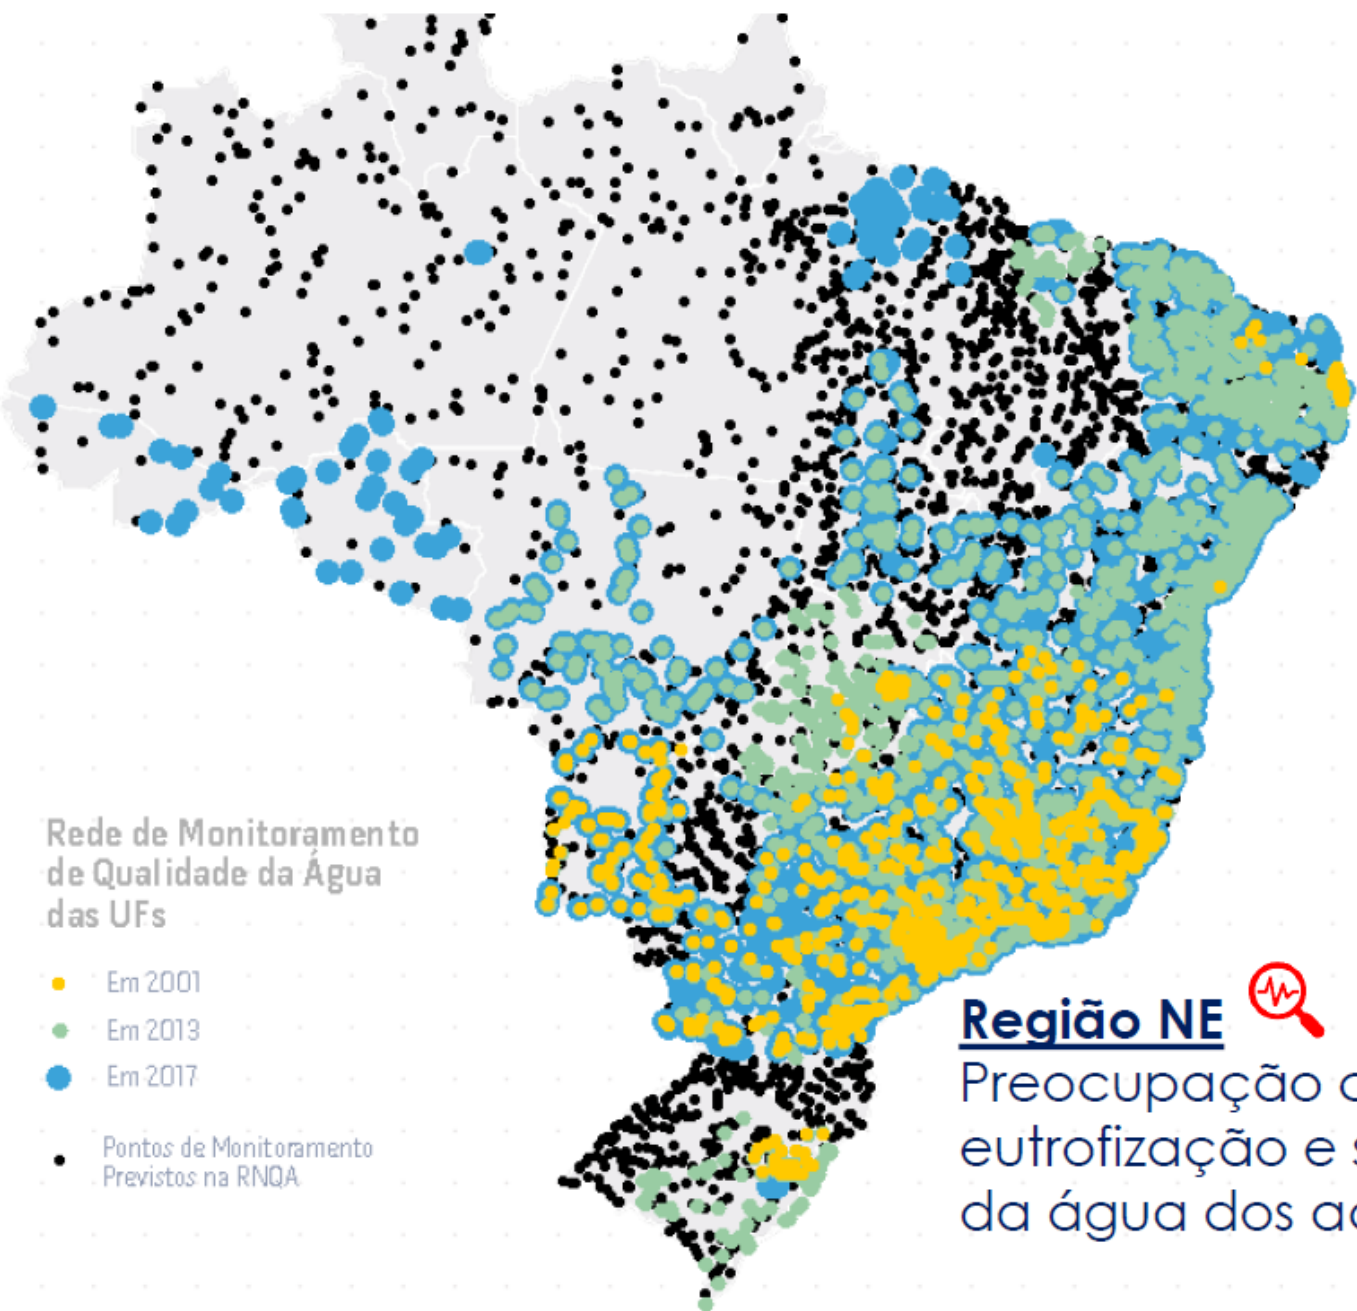 Rede de Monitoramento
de Qualidade da Água
das UFs
Em 2001
Em 2013
Em 2017
Pontos de Monitoramento
Previstos na RNQA
Região NE
Preocupação
eutrofização e
da água dos